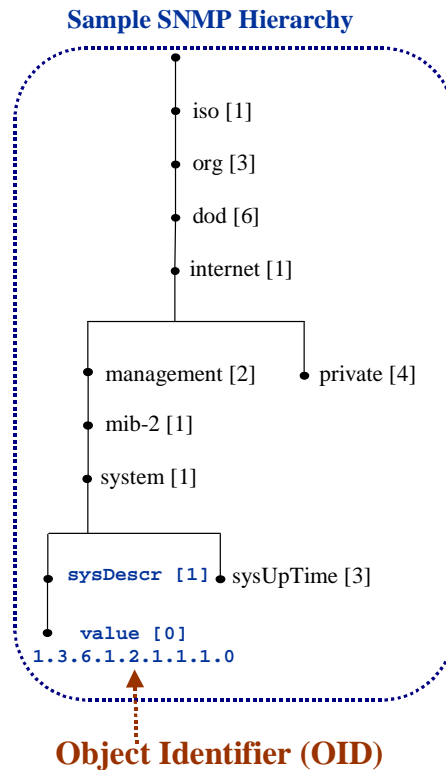 Sample SNMP Hierarchy
iso [1]
org [3]
dod [6]
internet [1]
management [2]
private [4]
mib-2 [1]
system [1]
sysDescr [1]
sysUpTime [3]
value [0]
1.3.6.1.2.1.1.1.0
Object Identifier (OID)